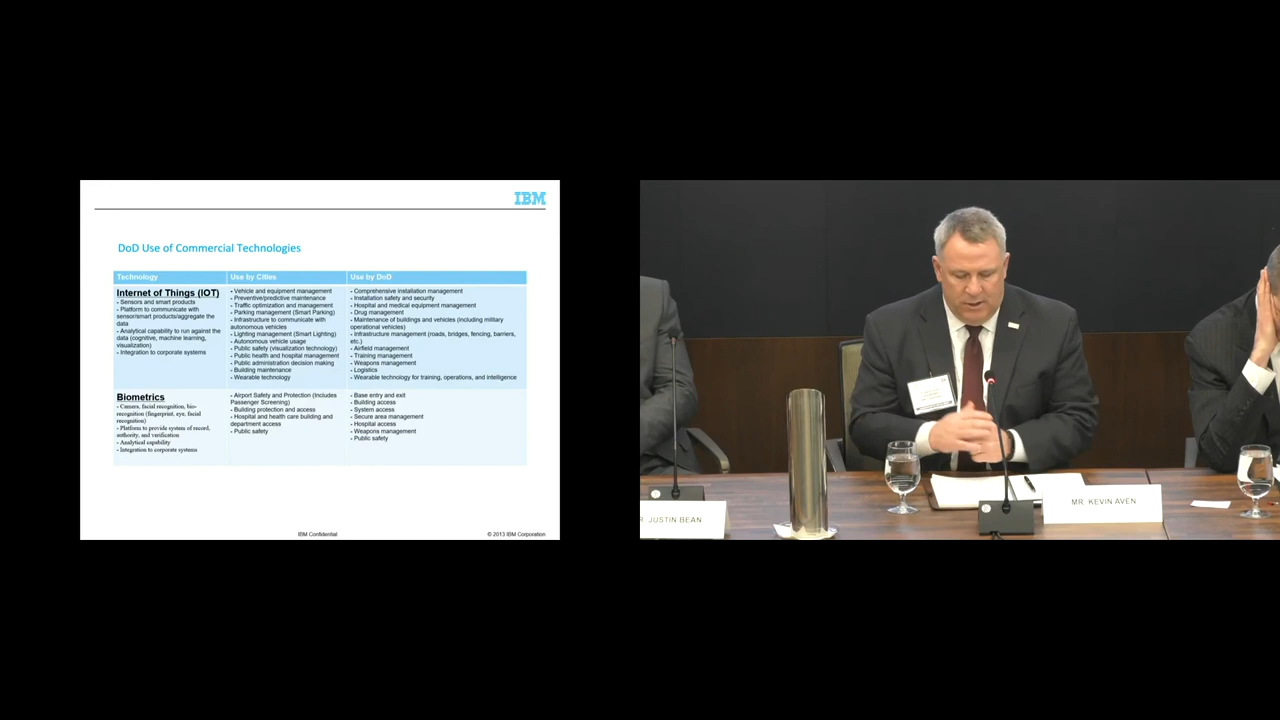 IBM
DoD Use of Commercial Technologies
Technology
Use by Cities
Use by DoD
Internet of Things (IOT)
- Sensors and smart products
- Platform to communicate with
sensor/smart products/aggregate the
data
- Analytical capability to run against the
data (cognitive, machine learning,
visualization)
- Integration to corporate systems
- Vehicle and equipment management
- Preventive/predictive maintenance
- Traffic optimization and management
- Parking management (Smart Parking)
- Infrastructure to communicate with
autonomous vehicles
- Lighting management (Smart Lighting)
- Autonomous vehicle usage
- Public safety (visualization technology)
- Public health and hospital management
- Public administration decision making
- Building maintenance
- Wearable technology
- Comprehensive installation management
- Installation safety and security
- Hospital and medical equipment management
- Drug management
- Maintenance of buildings and vehicles (including military
operational vehicles)
- Infrastructure management (roads, bridges, fencing, barriers,
etc.)
- Airfield management
- Training management
- Weapons management
- Logistics
- Wearable technology for training, operations, and intelligence
Biometrics
- Camera, facial recognition, bio-
recognition (fingerprint, eye, facial
recognition)
- Platform to provide system of record,
authority, and verification
- Analytical capability
- Integration to corporate systems
- Airport Safety and Protection (Includes
Passenger Screening)
- Building protection and access
- Hospital and health care building and
department access
- Public safety
- Base entry and exit
- Building access
- System access
- Secure area management
- Hospital access
- Weapons management
- Public safety
IBM Confidential
© 2013 IBM Corporation
R. JUSTIN BEAN
MR. KEVIN AVEN